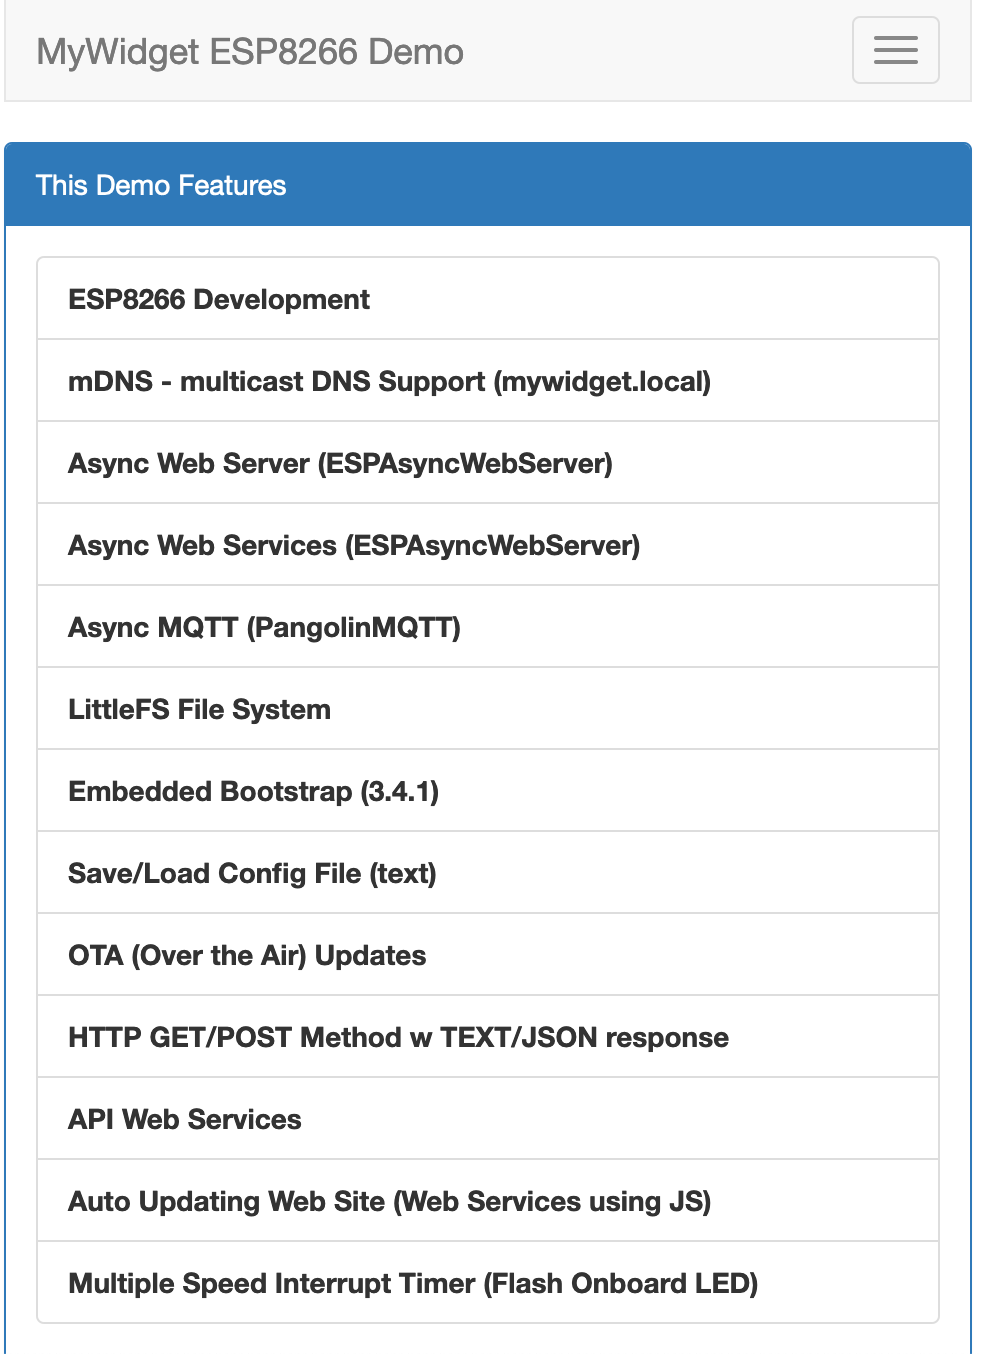 MyWidget ESP8266 Demo
This Demo Features
ESP8266 Development
mDNS - multicast DNS Support (mywidget.local)
Async Web Server (ESPAsyncWebServer)
Async Web Services (ESPAsyncWebServer)
Async MQTT (PangolinMQTT)
LittleFS File System
Embedded Bootstrap (3.4.1)
Save/Load Config File (text)
OTA (Over the Air) Updates
HTTP GET/POST Method w TEXT/JSON response
API Web Services
Auto Updating Web Site (Web Services using JS)
Multiple Speed Interrupt Timer (Flash Onboard LED)